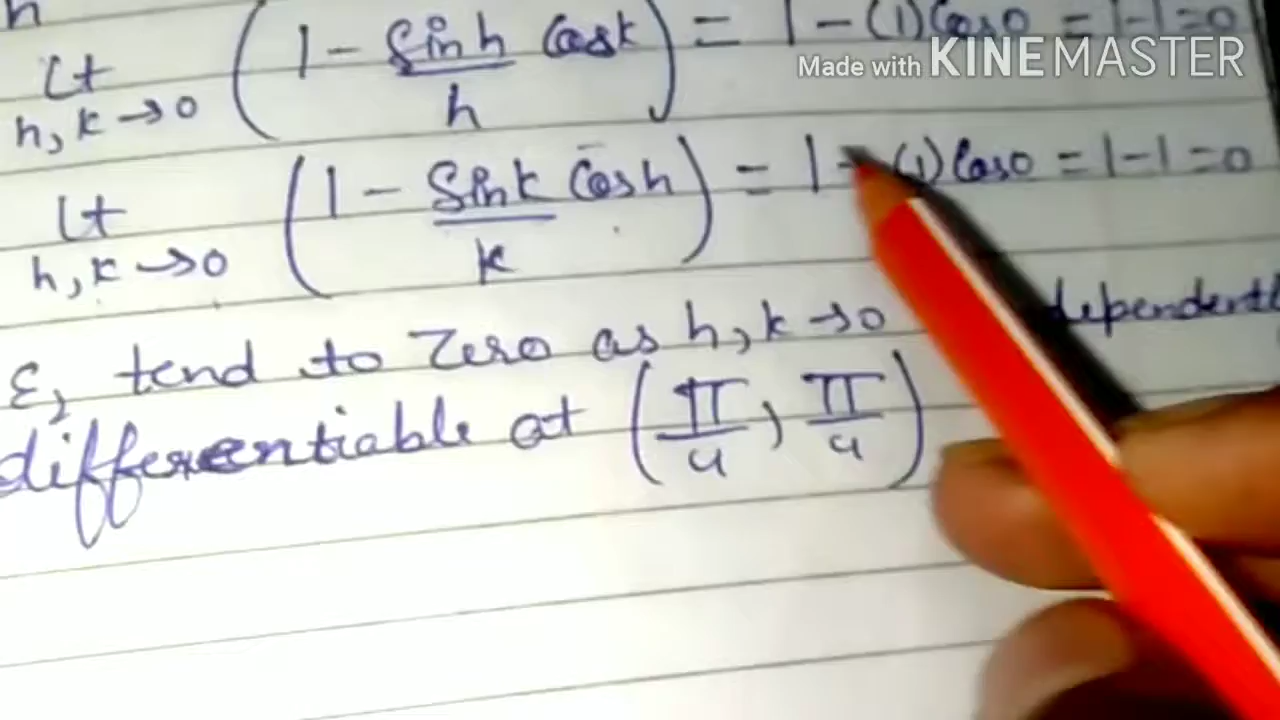 h
Lt h, k → 0 ( 1 - Sin h / h Cos k ) = 1 - (1) Cos 0 = 1 - 1 = 0
Made with KINEMASTER
Lt h, k → 0 ( 1 - Sin k / k Cos h ) = 1 - (1) Cos 0 = 1 - 1 = 0
ε, tend to zero as h, k → 0 dependentl
differentiable at ( π/4 , π/4 )